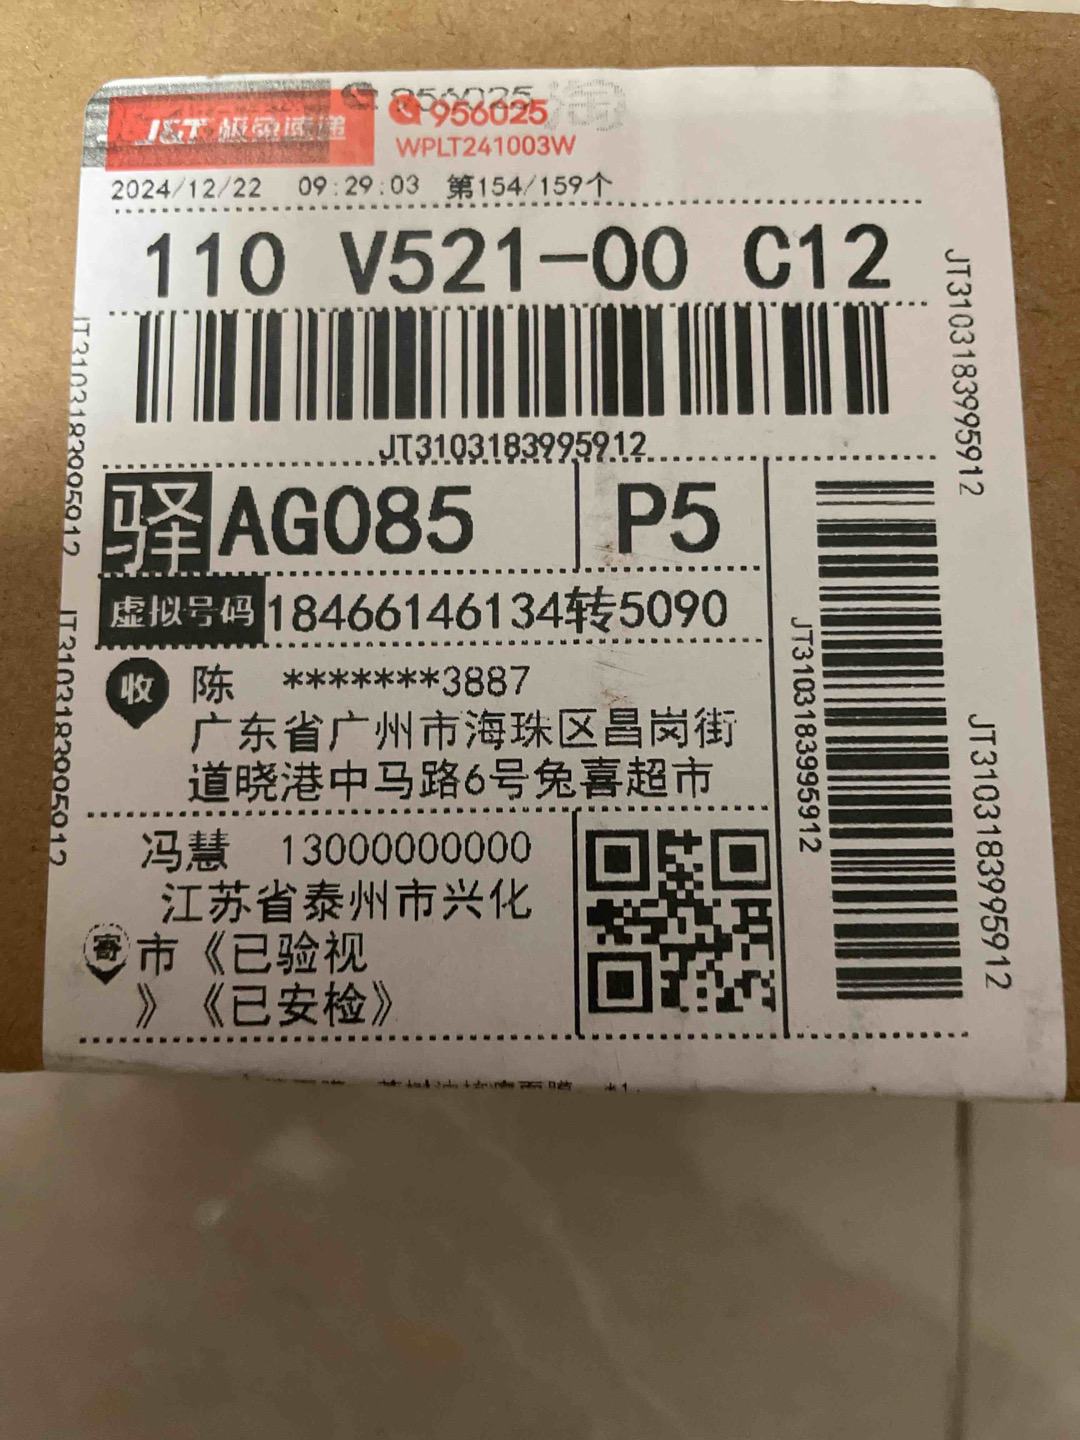 J&T 极兔速递
956025
956025
淘
WPLT241003W
2024/12/22 09:29:03 第154/159个
110 V521-00 C12
JT3103183995912
驿 AG085 P5
虚拟号码 18466146134转5090
收 陈 *******3887
广东省广州市海珠区昌岗街
道晓港中马路6号兔喜超市
冯慧 13000000000
江苏省泰州市兴化
寄 市《已验视
》《已安检》
JT3103183995912
JT3103183995912
JT3103183995912
JT3103183995912
JT3103183995912